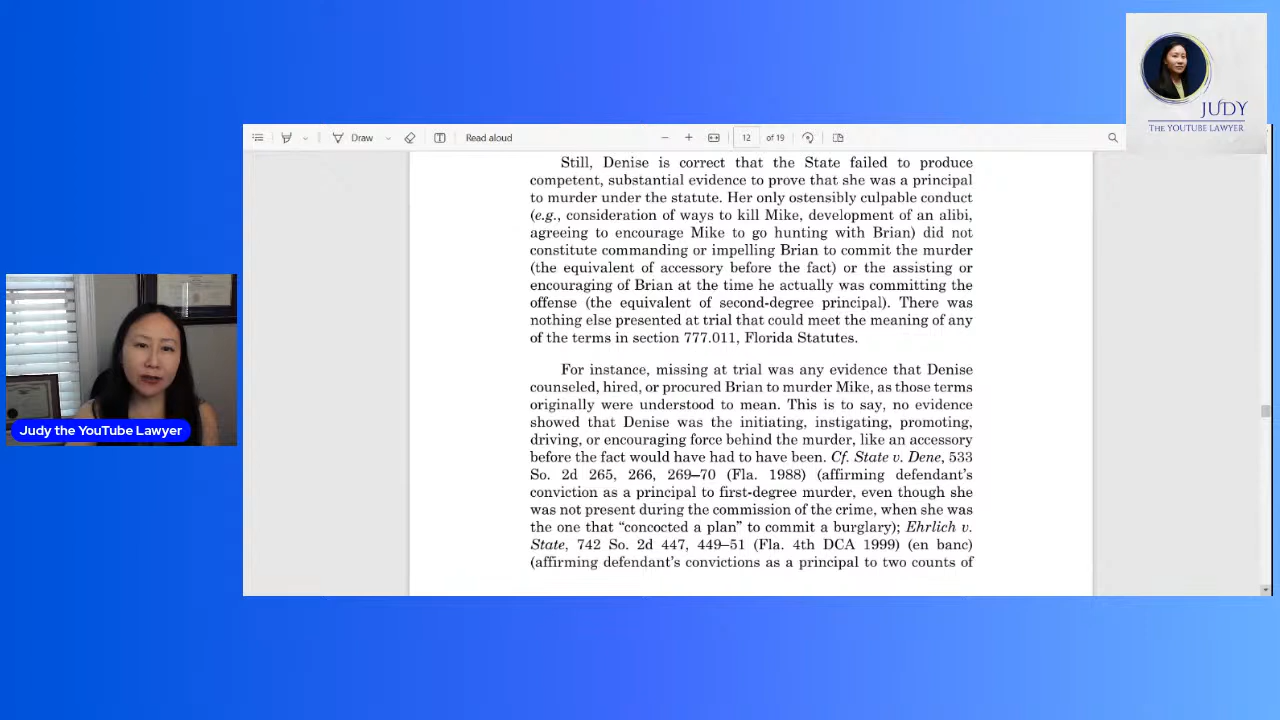 JUDY
THE YOUTUBE LAWYER
Draw
Read aloud
12
of 19
Still, Denise is correct that the State failed to produce
competent, substantial evidence to prove that she was a principal
to murder under the statute. Her only ostensibly culpable conduct
(e.g., consideration of ways to kill Mike, development of an alibi,
agreeing to encourage Mike to go hunting with Brian) did not
constitute commanding or impelling Brian to commit the murder
(the equivalent of accessory before the fact) or the assisting or
encouraging of Brian at the time he actually was committing the
offense (the equivalent of second-degree principal). There was
nothing else presented at trial that could meet the meaning of any
of the terms in section 777.011, Florida Statutes.
For instance, missing at trial was any evidence that Denise
counseled, hired, or procured Brian to murder Mike, as those terms
originally were understood to mean. This is to say, no evidence
showed that Denise was the initiating, instigating, promoting,
driving, or encouraging force behind the murder, like an accessory
before the fact would have had to have been. Cf. State v. Dene, 533
So. 2d 265, 266, 269–70 (Fla. 1988) (affirming defendant's
conviction as a principal to first-degree murder, even though she
was not present during the commission of the crime, when she was
the one that “concocted a plan” to commit a burglary); Ehrlich v.
State, 742 So. 2d 447, 449–51 (Fla. 4th DCA 1999) (en banc)
(affirming defendant's convictions as a principal to two counts of
Judy the YouTube Lawyer